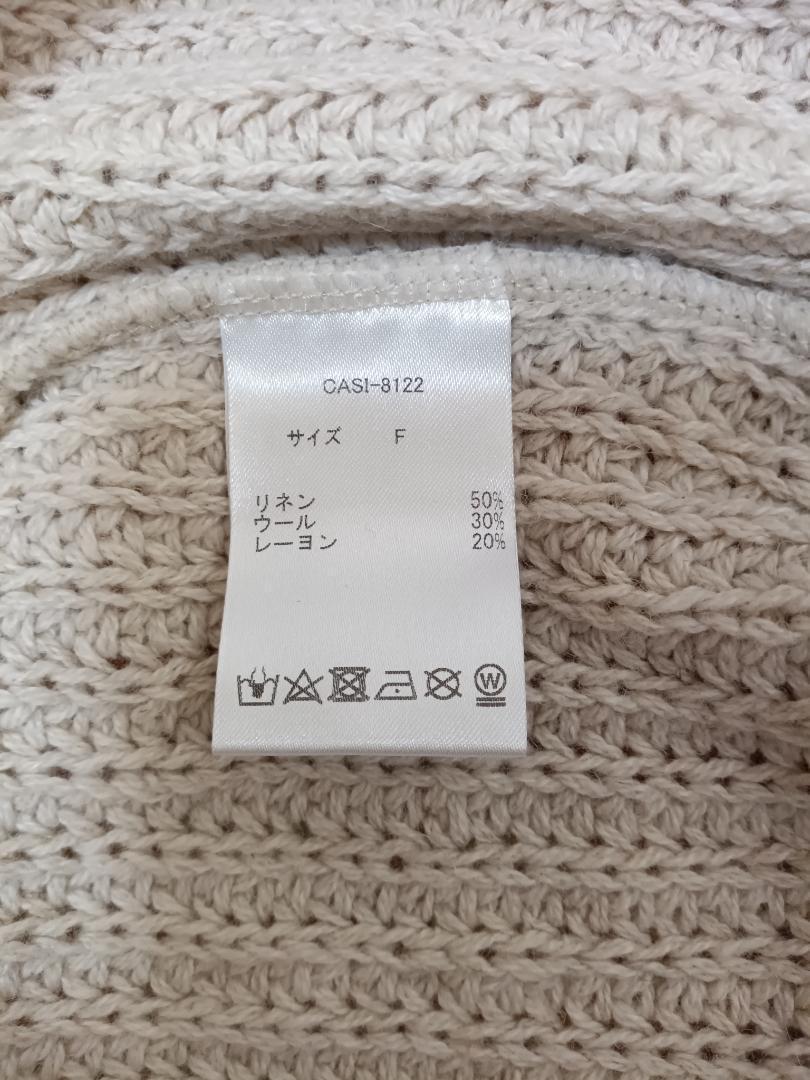 CASI-8122
サイズ F
リネン 50%
ウール 30%
レーヨン 20%
W